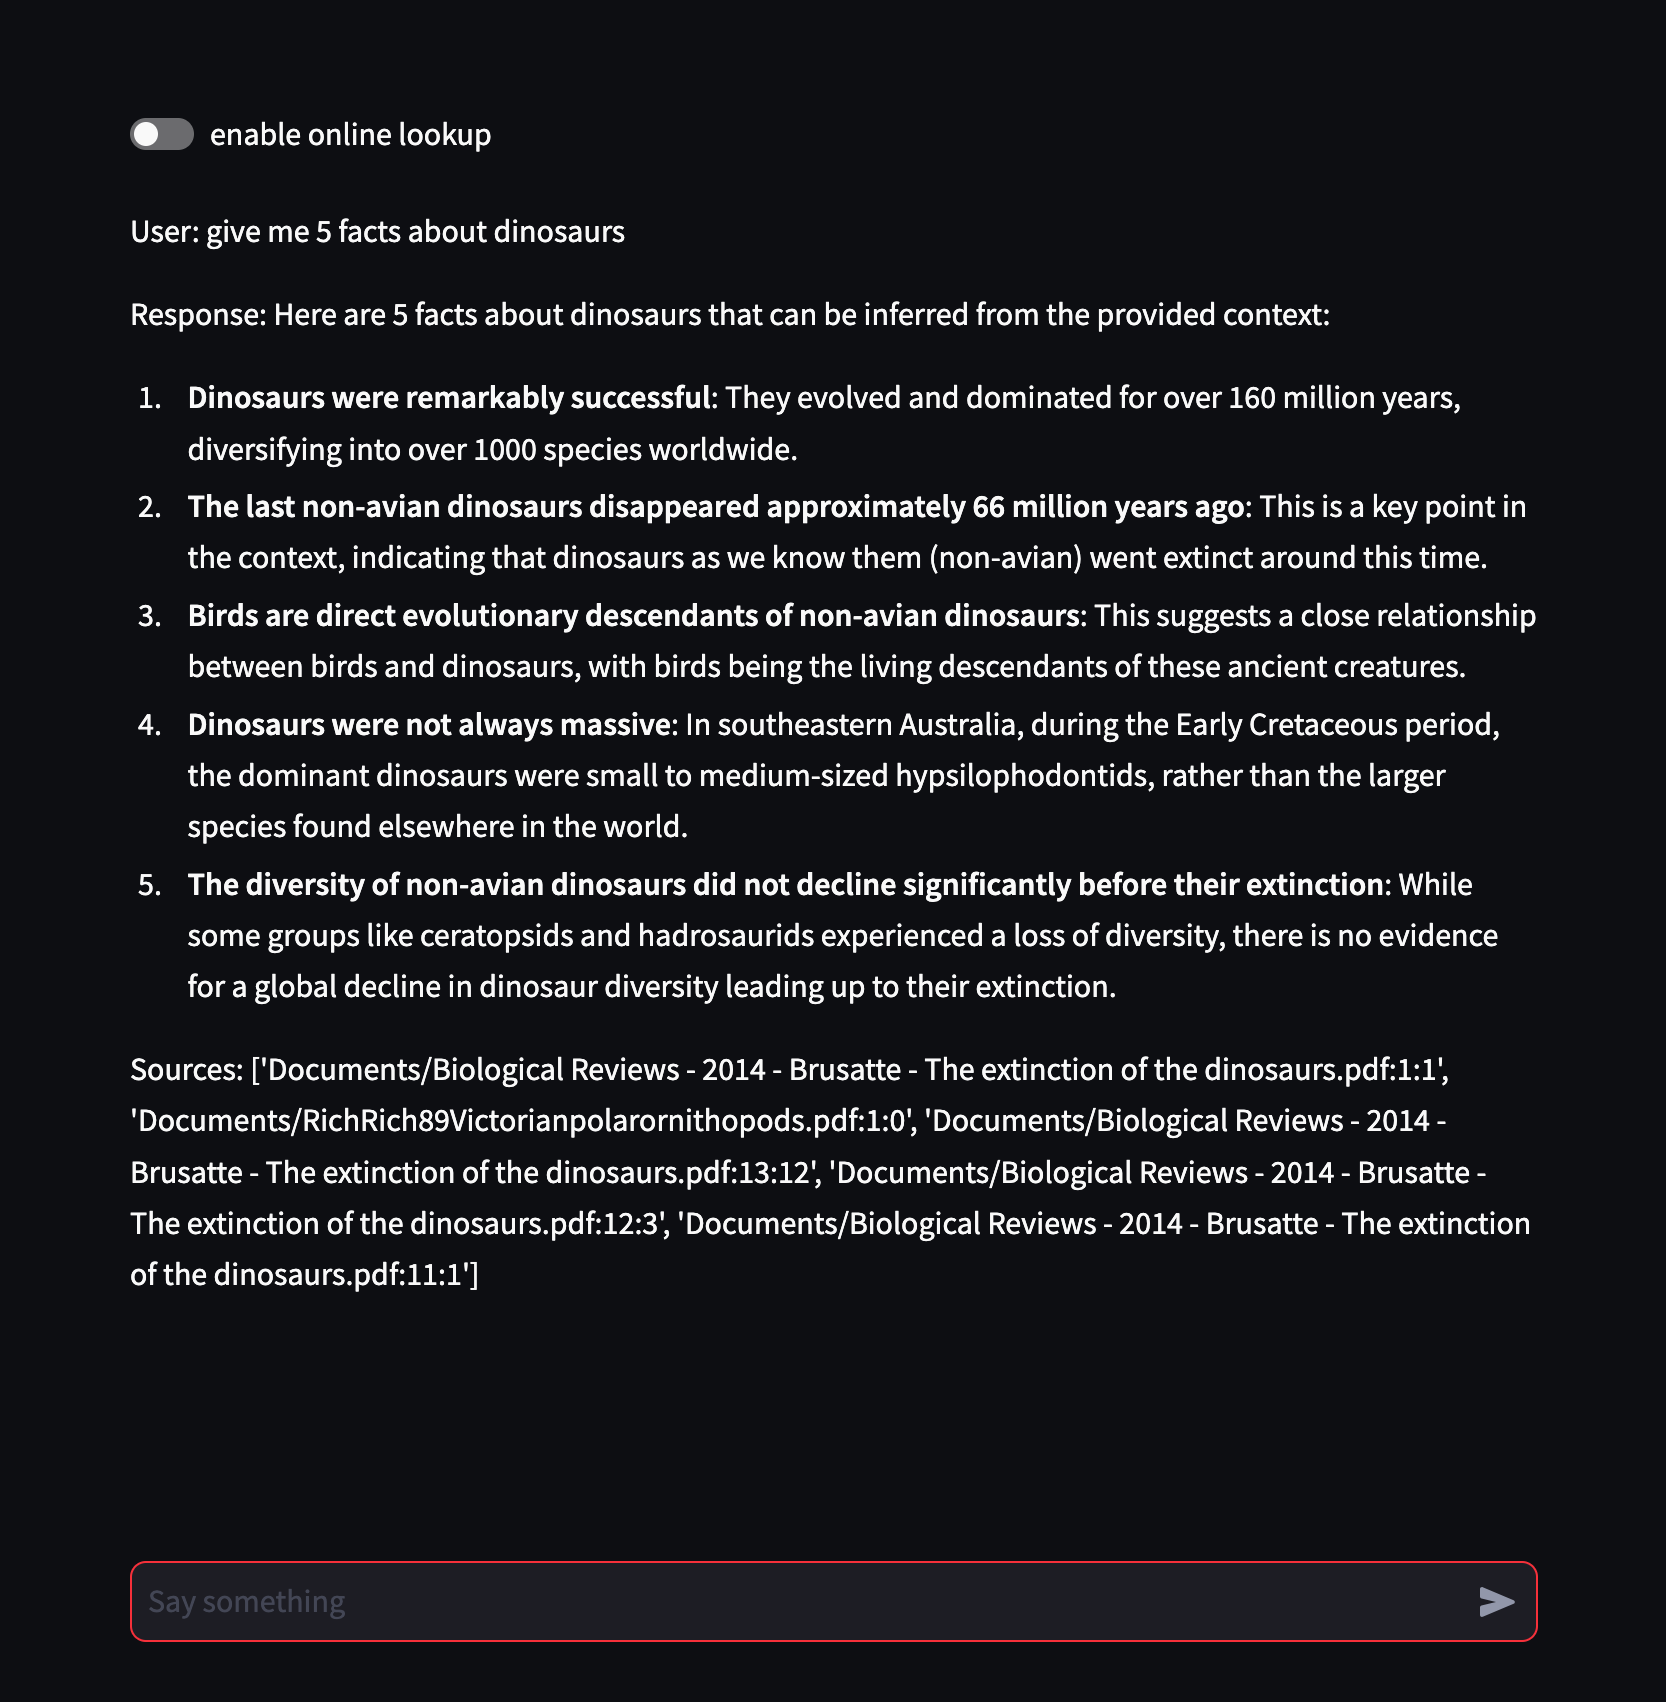 enable online lookup
User: give me 5 facts about dinosaurs
Response: Here are 5 facts about dinosaurs that can be inferred from the provided context:
1. Dinosaurs were remarkably successful: They evolved and dominated for over 160 million years,
diversifying into over 1000 species worldwide.
2. The last non-avian dinosaurs disappeared approximately 66 million years ago: This is a key point in
the context, indicating that dinosaurs as we know them (non-avian) went extinct around this time.
3. Birds are direct evolutionary descendants of non-avian dinosaurs: This suggests a close relationship
between birds and dinosaurs, with birds being the living descendants of these ancient creatures.
4. Dinosaurs were not always massive: In southeastern Australia, during the Early Cretaceous period,
the dominant dinosaurs were small to medium-sized hypsilophodontids, rather than the larger
species found elsewhere in the world.
5. The diversity of non-avian dinosaurs did not decline significantly before their extinction: While
some groups like ceratopsids and hadrosaurids experienced a loss of diversity, there is no evidence
for a global decline in dinosaur diversity leading up to their extinction.
Sources: ['Documents/Biological Reviews - 2014 - Brusatte - The extinction of the dinosaurs.pdf:1:1',
'Documents/RichRich89Victorianpolarornithopods.pdf:1:0', 'Documents/Biological Reviews - 2014 -
Brusatte - The extinction of the dinosaurs.pdf:13:12', 'Documents/Biological Reviews - 2014 - Brusatte -
The extinction of the dinosaurs.pdf:12:3', 'Documents/Biological Reviews - 2014 - Brusatte - The extinction
of the dinosaurs.pdf:11:1']
Say something